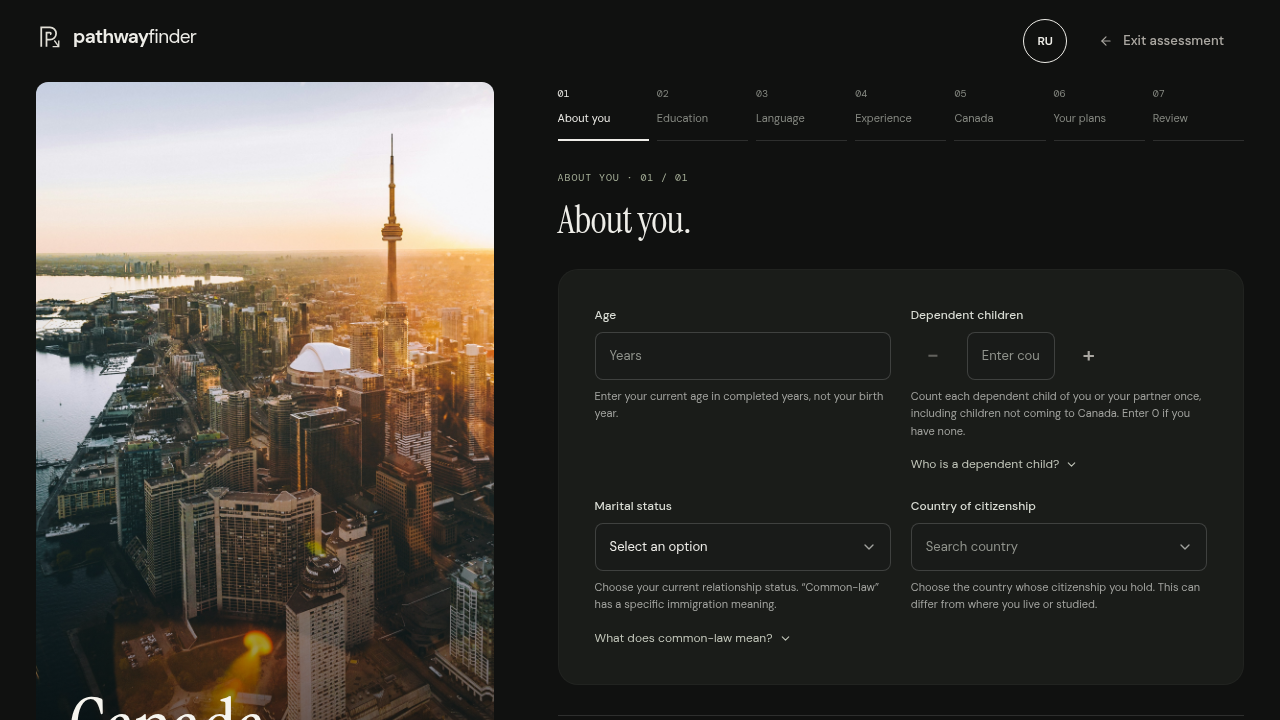 pathwayfinder
RU
Exit assessment
01
About you
02
Education
03
Language
04
Experience
05
Canada
06
Your plans
07
Review
ABOUT YOU · 01 / 01
About you.
Age
Years
Enter your current age in completed years, not your birth
year.
Dependent children
Enter cou
Count each dependent child of you or your partner once,
including children not coming to Canada. Enter 0 if you
have none.
Who is a dependent child?
Marital status
Select an option
Choose your current relationship status. “Common-law”
has a specific immigration meaning.
What does common-law mean?
Country of citizenship
Search country
Choose the country whose citizenship you hold. This can
differ from where you live or studied.
Canada